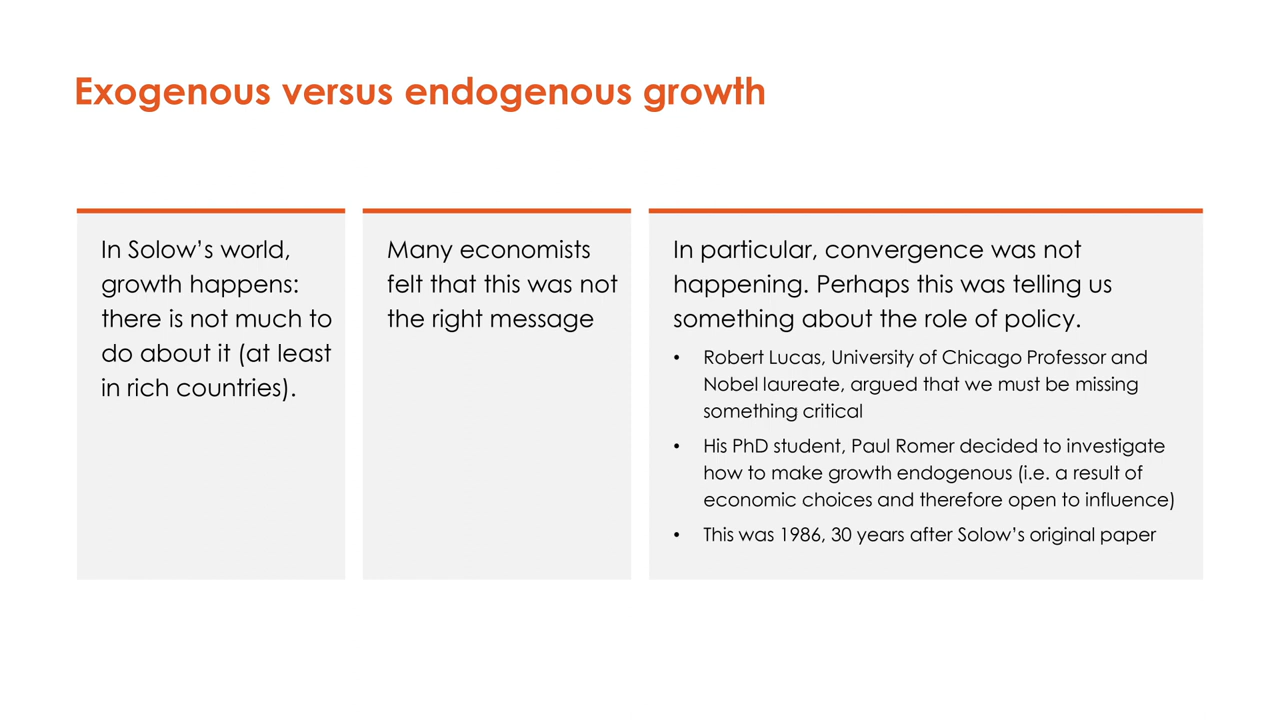 Exogenous versus endogenous growth
In Solow’s world,
growth happens:
there is not much to
do about it (at least
in rich countries).
Many economists
felt that this was not
the right message
In particular, convergence was not
happening. Perhaps this was telling us
something about the role of policy.
• Robert Lucas, University of Chicago Professor and
Nobel laureate, argued that we must be missing
something critical
• His PhD student, Paul Romer decided to investigate
how to make growth endogenous (i.e. a result of
economic choices and therefore open to influence)
• This was 1986, 30 years after Solow’s original paper